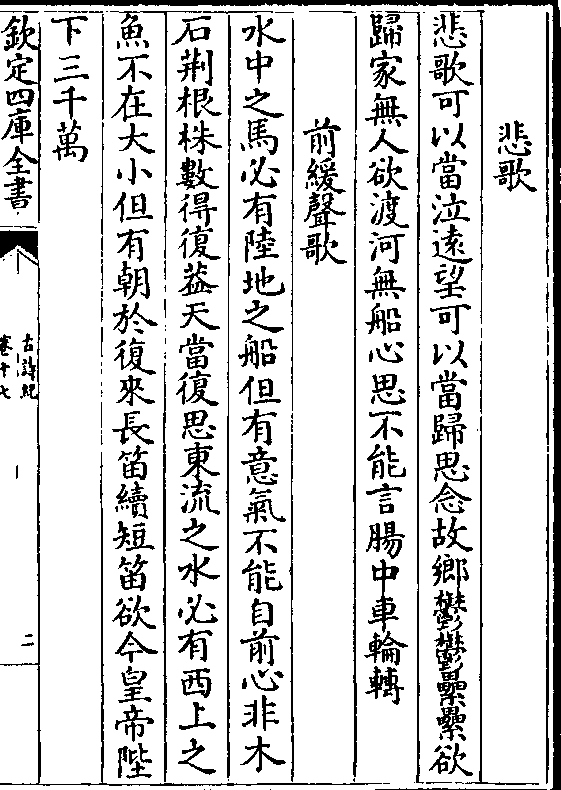 悲歌
悲歌可以當泣遠望可以當歸思念故鄉鬱鬱纍纍欲
歸家無人欲渡河無船心思不能言腸中車輪轉
前緩聲歌
水中之馬必有陸地之船但有意氣不能自前心非木
石荆根株數得復葢天當復思東流之水必有西上之
魚不在大小但有朝於復來長笛續短笛欲今皇帝陛
下三千萬
欽定四庫全書
古詩紀
卷十七
二